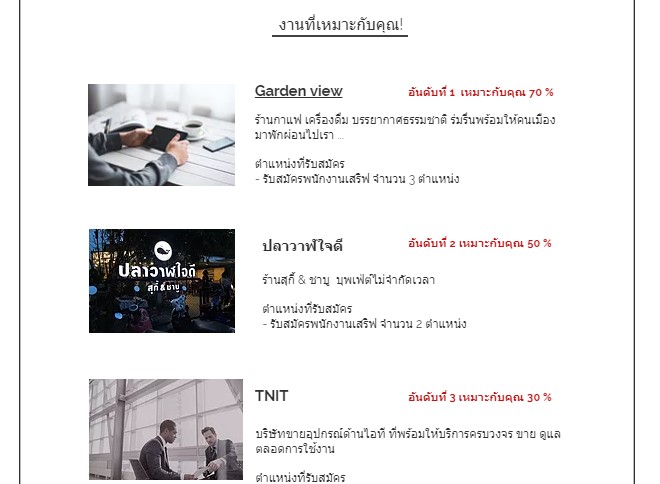 งานที่เหมาะกับคุณ!
Garden view
อันดับที่ 1 เหมาะกับคุณ 70 %
ร้านกาแฟ เครื่องดื่ม บรรยากาศธรรมชาติ ร่มรื่นพร้อมให้คนเมือง
มาพักผ่อนไปเรา ...
ตำแหน่งที่รับสมัคร
- รับสมัครพนักงานเสริฟ จำนวน 3 ตำแหน่ง
ปลาวาฬใจดี
สุกี้ & ชาบู
ปลาวาฬใจดี
อันดับที่ 2 เหมาะกับคุณ 50 %
ร้านสุกี้ & ชาบู บุพเฟ่ต์ไม่จำกัดเวลา
ตำแหน่งที่รับสมัคร
- รับสมัครพนักงานเสริฟ จำนวน 2 ตำแหน่ง
TNIT
อันดับที่ 3 เหมาะกับคุณ 30 %
บริษัทขายอุปกรณ์ด้านไอที ที่พร้อมให้บริการครบวงจร ขาย ดูแล
ตลอดการใช้งาน
ตำแหน่งที่รับสมัคร